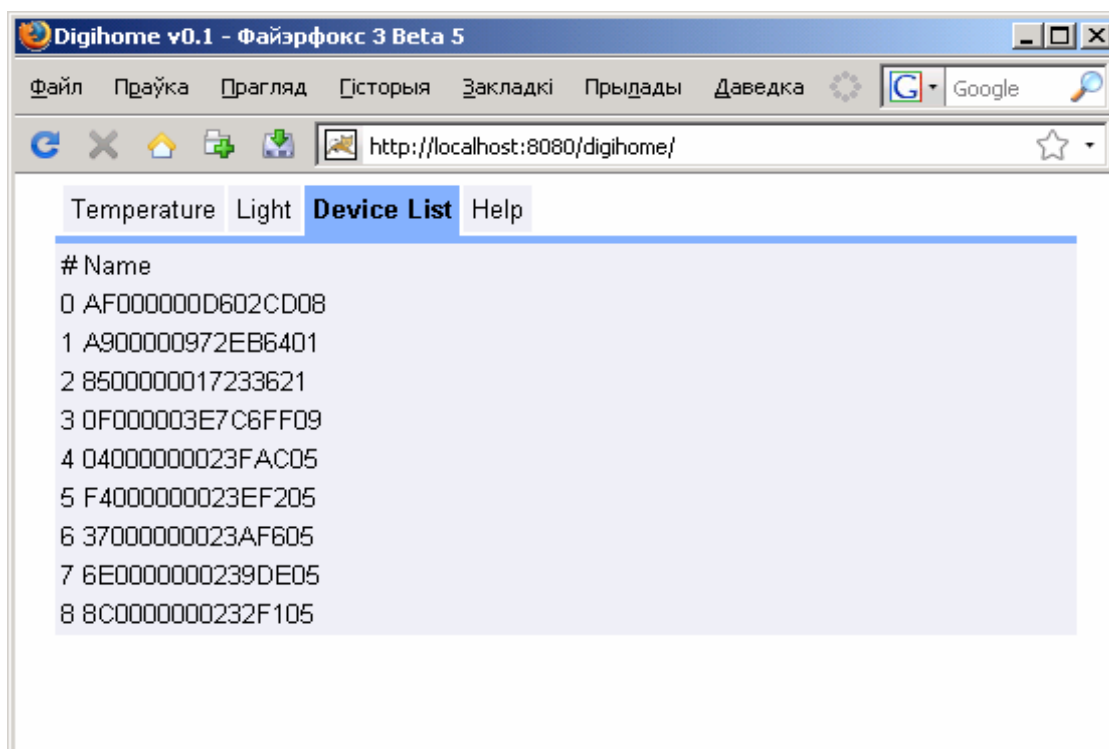 Digihome v0.1 - Файэрфокс 3 Beta 5
Файл Праўка Прагляд Гісторыя Закладкі Прылады Даведка G Google
http://localhost:8080/digihome/
Temperature Light Device List Help
# Name
0 AF000000D602CD08
1 A900000972EB6401
2 8500000017233621
3 0F000003E7C6FF09
4 04000000023FAC05
5 F4000000023EF205
6 37000000023AF605
7 6E0000000239DE05
8 8C0000000232F105